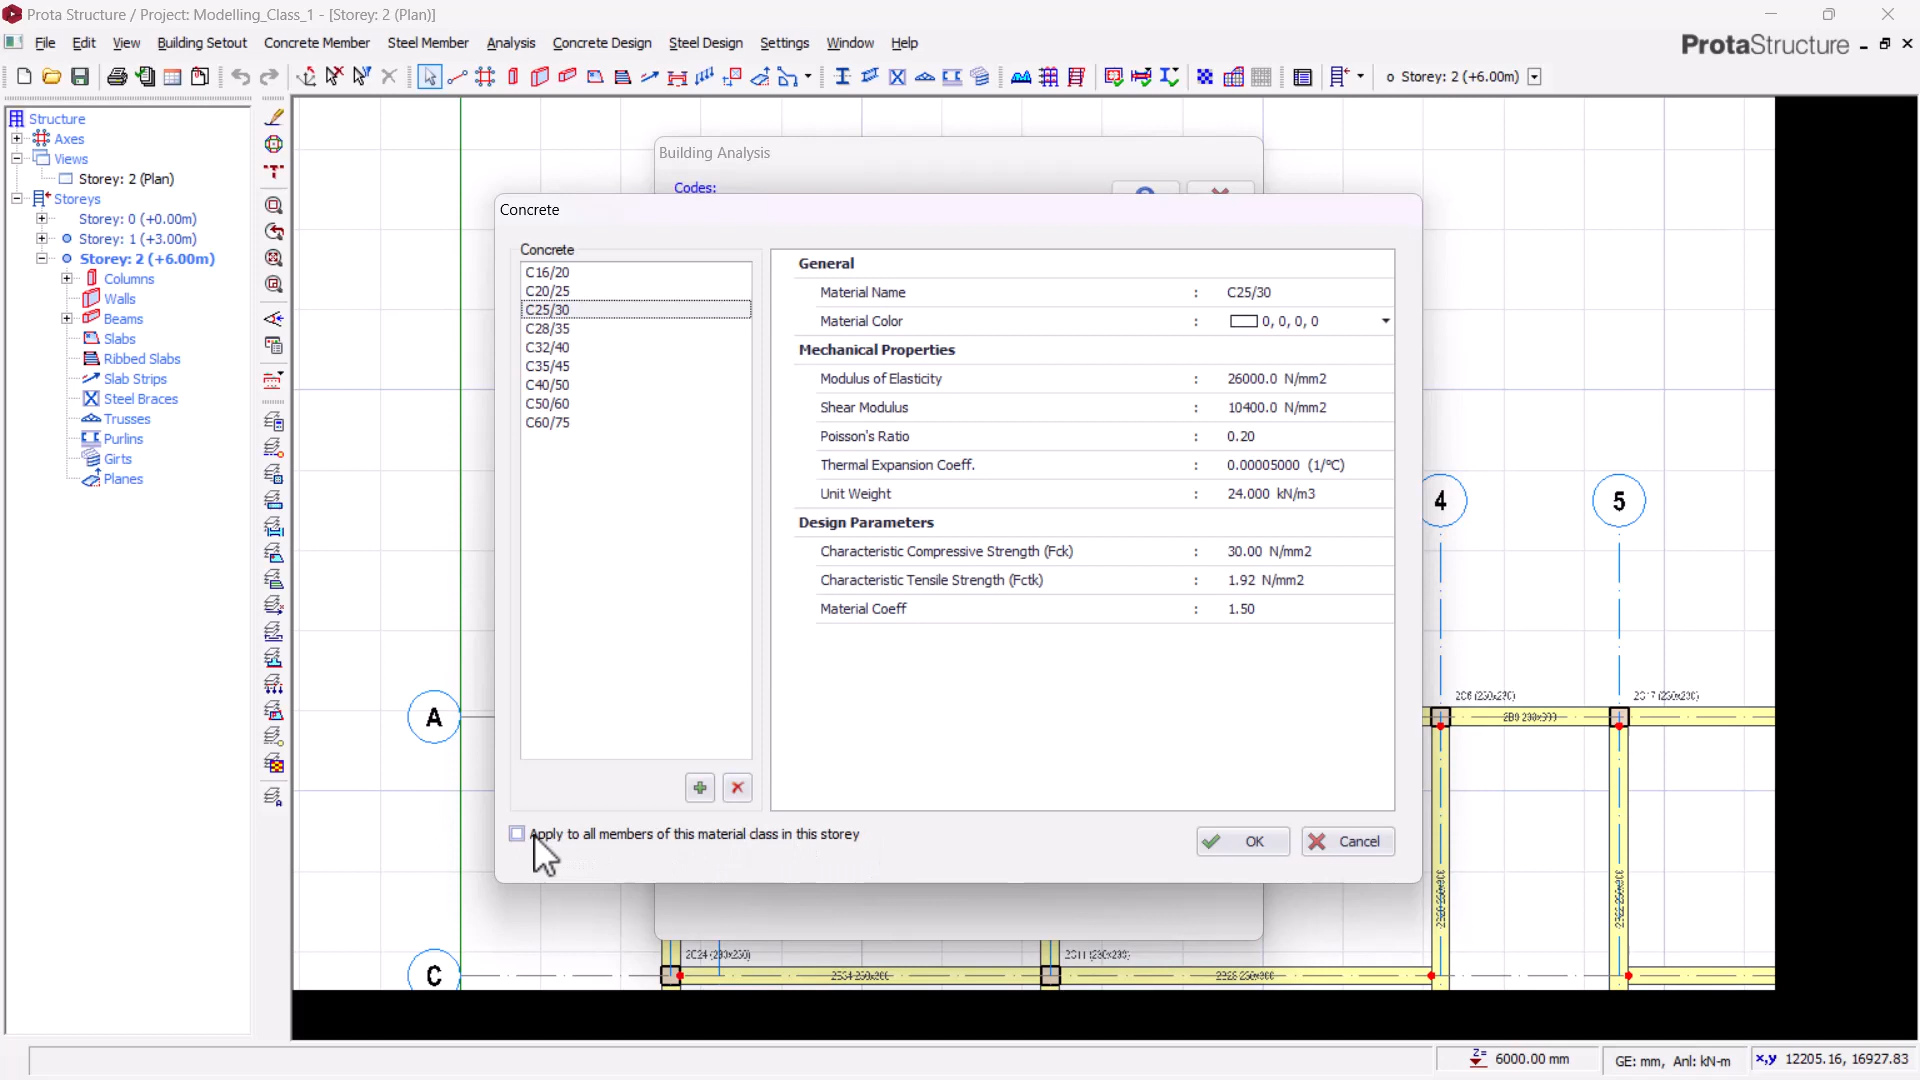 Prota Structure / Project: Modelling_Class_1 - [Storey: 2 (Plan)]
File Edit View Building Setout Concrete Member Steel Member Analysis Concrete Design Steel Design Settings Window Help
ProtaStructure
Storey: 2 (+6.00m)
Structure
Axes
Views
Storey: 2 (Plan)
Storeys
Storey: 0 (+0.00m)
Storey: 1 (+3.00m)
Storey: 2 (+6.00m)
Columns
Walls
Beams
Slabs
Ribbed Slabs
Slab Strips
Steel Braces
Trusses
Purlins
Girts
Planes
Building Analysis
Codes:
Concrete
Concrete
C16/20
C20/25
C25/30
C28/35
C32/40
C35/45
C40/50
C50/60
C60/75
General
Material Name : C25/30
Material Color : 0, 0, 0, 0
Mechanical Properties
Modulus of Elasticity : 26000.0 N/mm2
Shear Modulus : 10400.0 N/mm2
Poisson's Ratio : 0.20
Thermal Expansion Coeff. : 0.00005000 (1/ºC)
Unit Weight : 24.000 kN/m3
Design Parameters
Characteristic Compressive Strength (Fck) : 30.00 N/mm2
Characteristic Tensile Strength (Fctk) : 1.92 N/mm2
Material Coeff : 1.50
Apply to all members of this material class in this storey
OK
Cancel
4
5
A
C
Z= 6000.00 mm
GE: mm, Anl: kN-m
x,y 12205.16, 16927.83